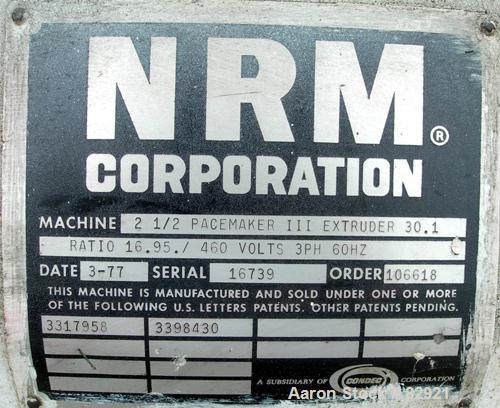 NRM®
CORPORATION
MACHINE 2 1/2 PACEMAKER III EXTRUDER 30.1
RATIO 16.95./ 460 VOLTS 3PH 60HZ
DATE 3-77 SERIAL 16739 ORDER 106618
THIS MACHINE IS MANUFACTURED AND SOLD UNDER ONE OR MORE
OF THE FOLLOWING U.S. LETTERS PATENTS. OTHER PATENTS PENDING.
3317958 3398430
A SUBSIDIARY OF CONDEC CORPORATION
Aaron